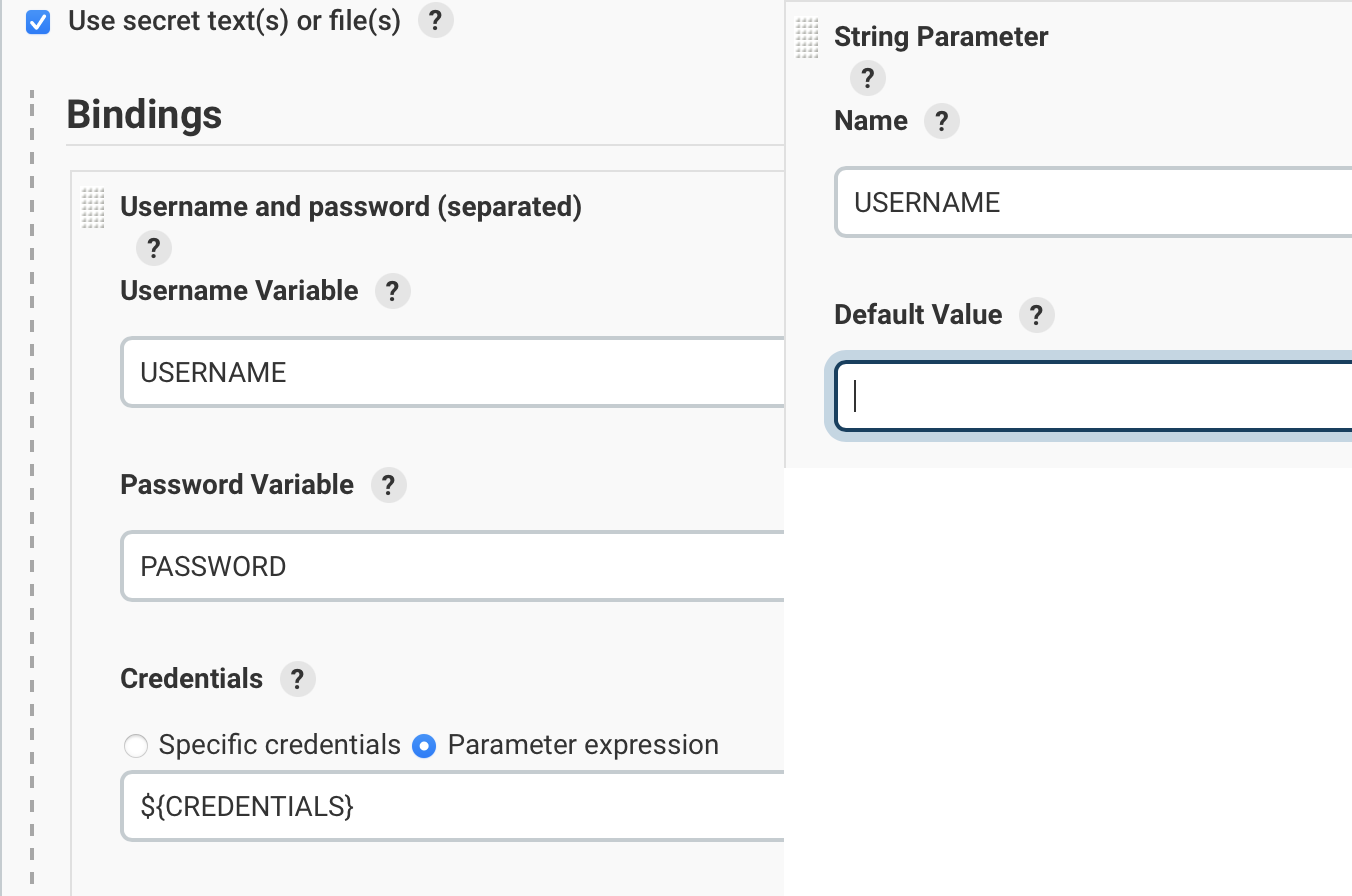 Use secret text(s) or file(s) ?
Bindings
Username and password (separated)
?
Username Variable ?
USERNAME
Password Variable ?
PASSWORD
Credentials ?
Specific credentials Parameter expression
${CREDENTIALS}
String Parameter
?
Name ?
USERNAME
Default Value ?